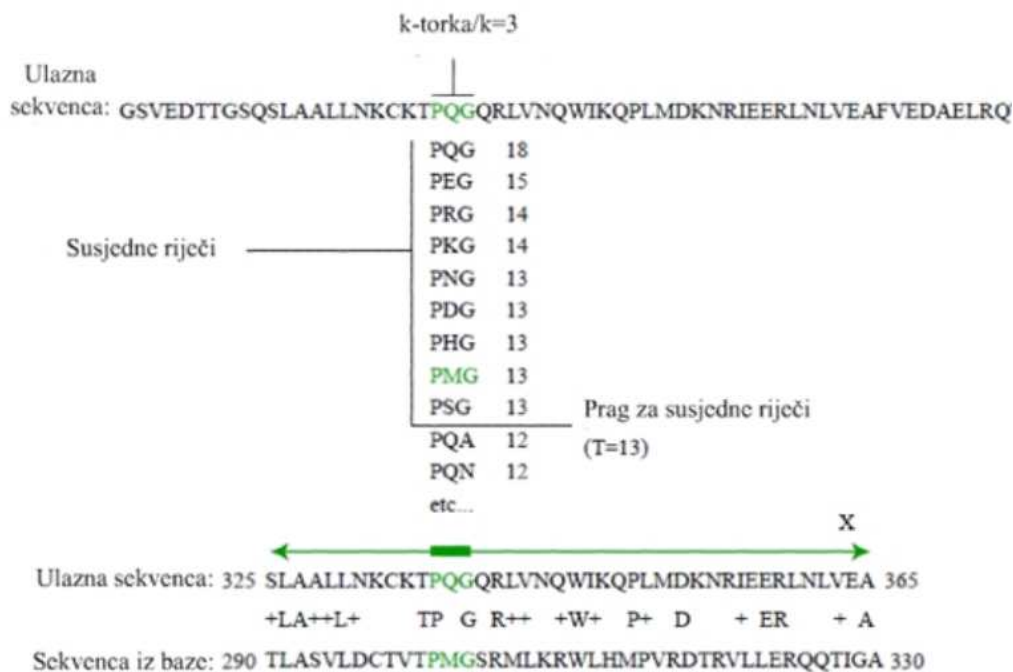 k-torka/k=3
Ulazna
sekvenca: GSVEDTTGSQSLAALLNKCKTPQGQRLVNQWIKQPLMDKNRIEERLNLVEAFVEDAELRQ
PQG 18
PEG 15
PRG 14
PKG 14
PNG 13
PDG 13
PHG 13
PMG 13
PSG 13
PQA 12
PQN 12
etc...
Susjedne riječi
Prag za susjedne riječi
(T=13)
X
Ulazna sekvenca: 325 SLAALLNKCKTPQGQRLVNQWIKQPLMDKNRIEERLNLVEA 365
+LA++L+ TP G R++ +W+ P+ D + ER + A
Sekvenca iz baze: 290 TLASVLDCTVTPMGSRMLKRWLHMPVRDTRVLLERQQTIGA 330